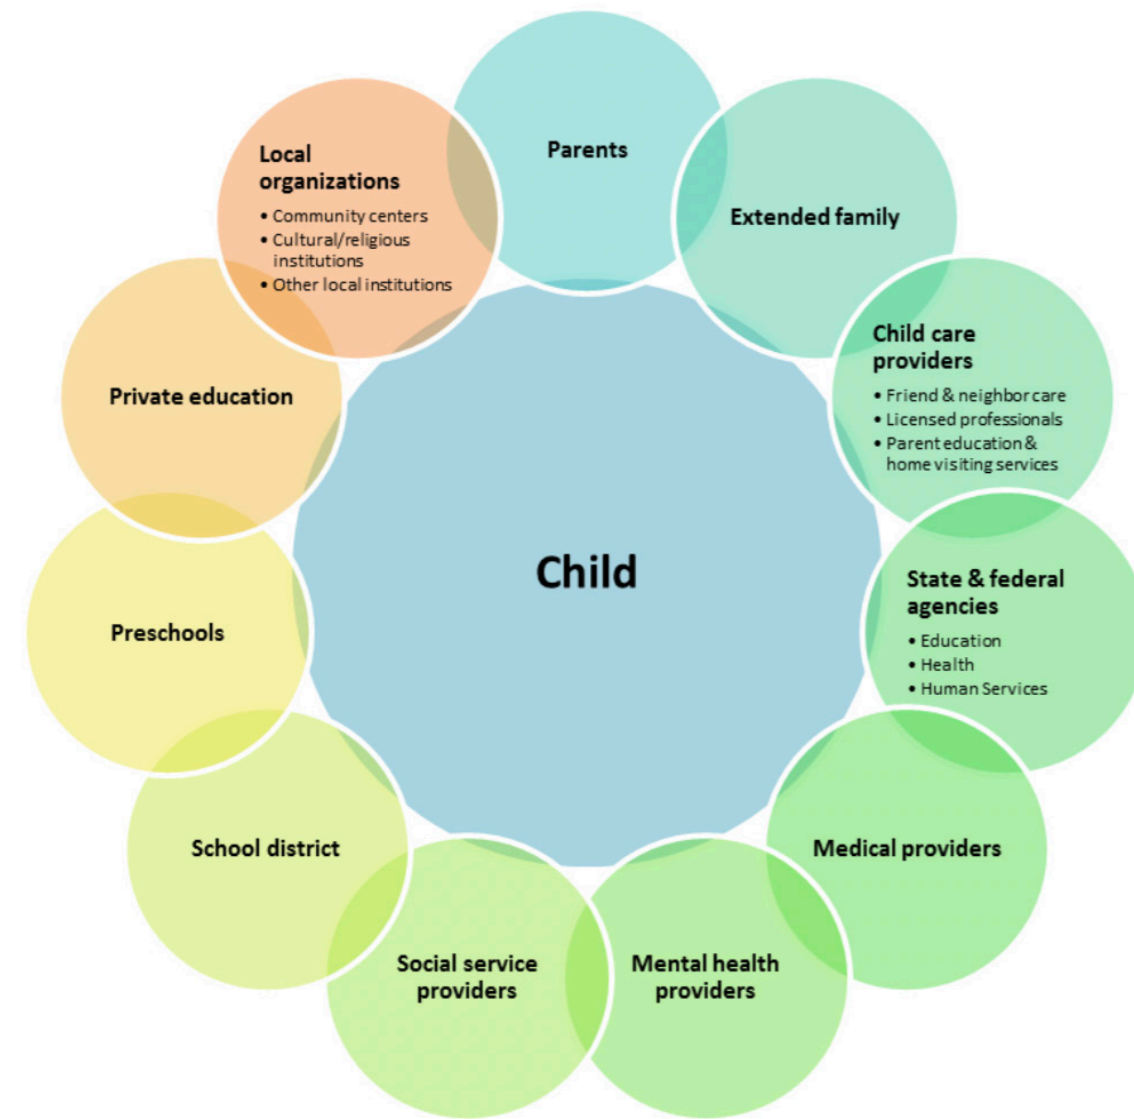 Parents
Extended family
Child care
providers
• Friend & neighbor care
• Licensed professionals
• Parent education &
home visiting services
State & federal
agencies
• Education
• Health
• Human Services
Medical providers
Mental health
providers
Social service
providers
School district
Preschools
Private education
Local
organizations
• Community centers
• Cultural/religious
institutions
• Other local institutions
Child